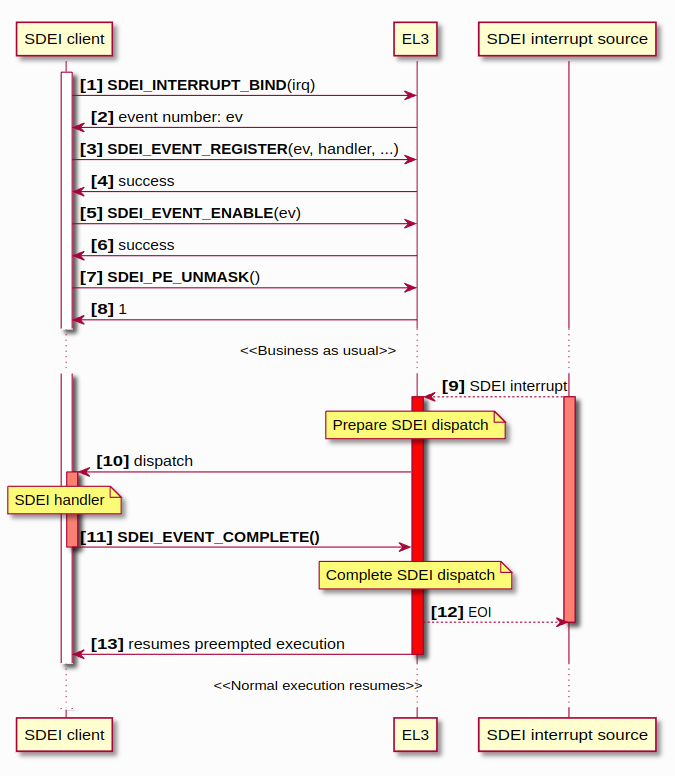 SDEI client
EL3
SDEI interrupt source
[1] SDEI_INTERRUPT_BIND(irq)
[2] event number: ev
[3] SDEI_EVENT_REGISTER(ev, handler, ...)
[4] success
[5] SDEI_EVENT_ENABLE(ev)
[6] success
[7] SDEI_PE_UNMASK()
[8] 1
<<Business as usual>>
[9] SDEI interrupt
Prepare SDEI dispatch
[10] dispatch
SDEI handler
[11] SDEI_EVENT_COMPLETE()
Complete SDEI dispatch
[12] EOI
[13] resumes preempted execution
<<Normal execution resumes>>
SDEI client
EL3
SDEI interrupt source